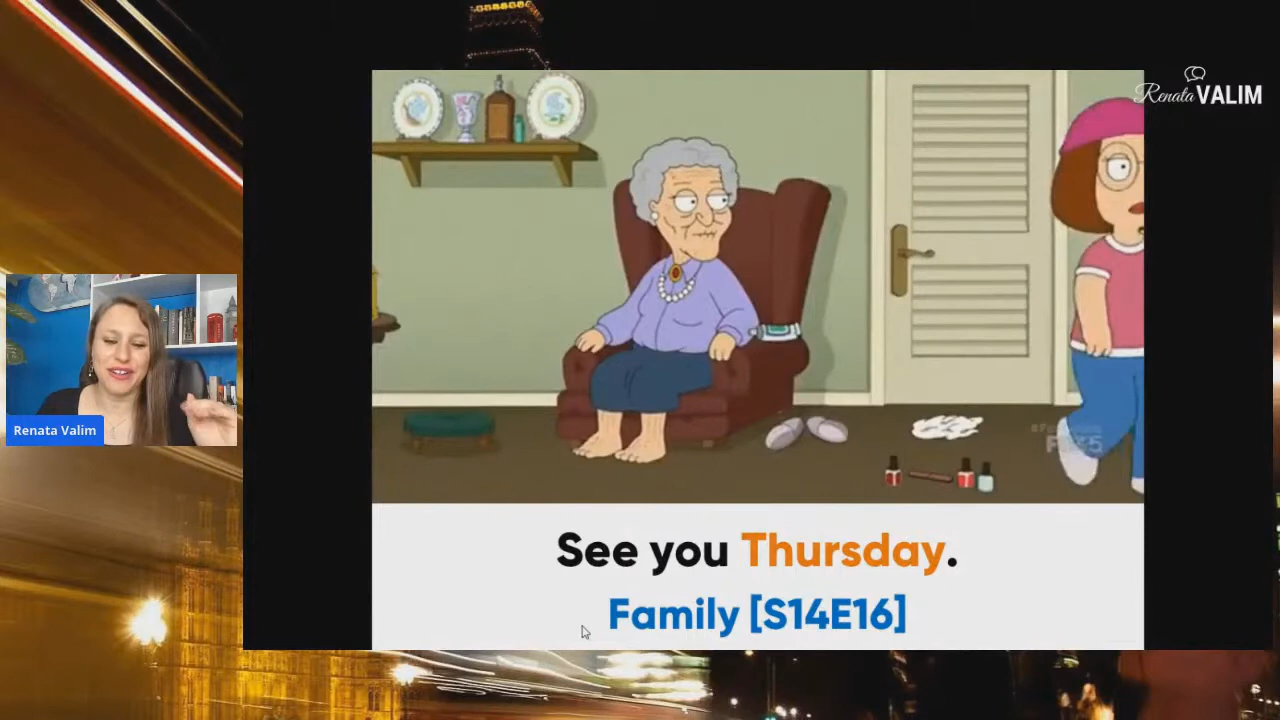 Renata VALIM
See you Thursday.
Family [S14E16]
Renata Valim